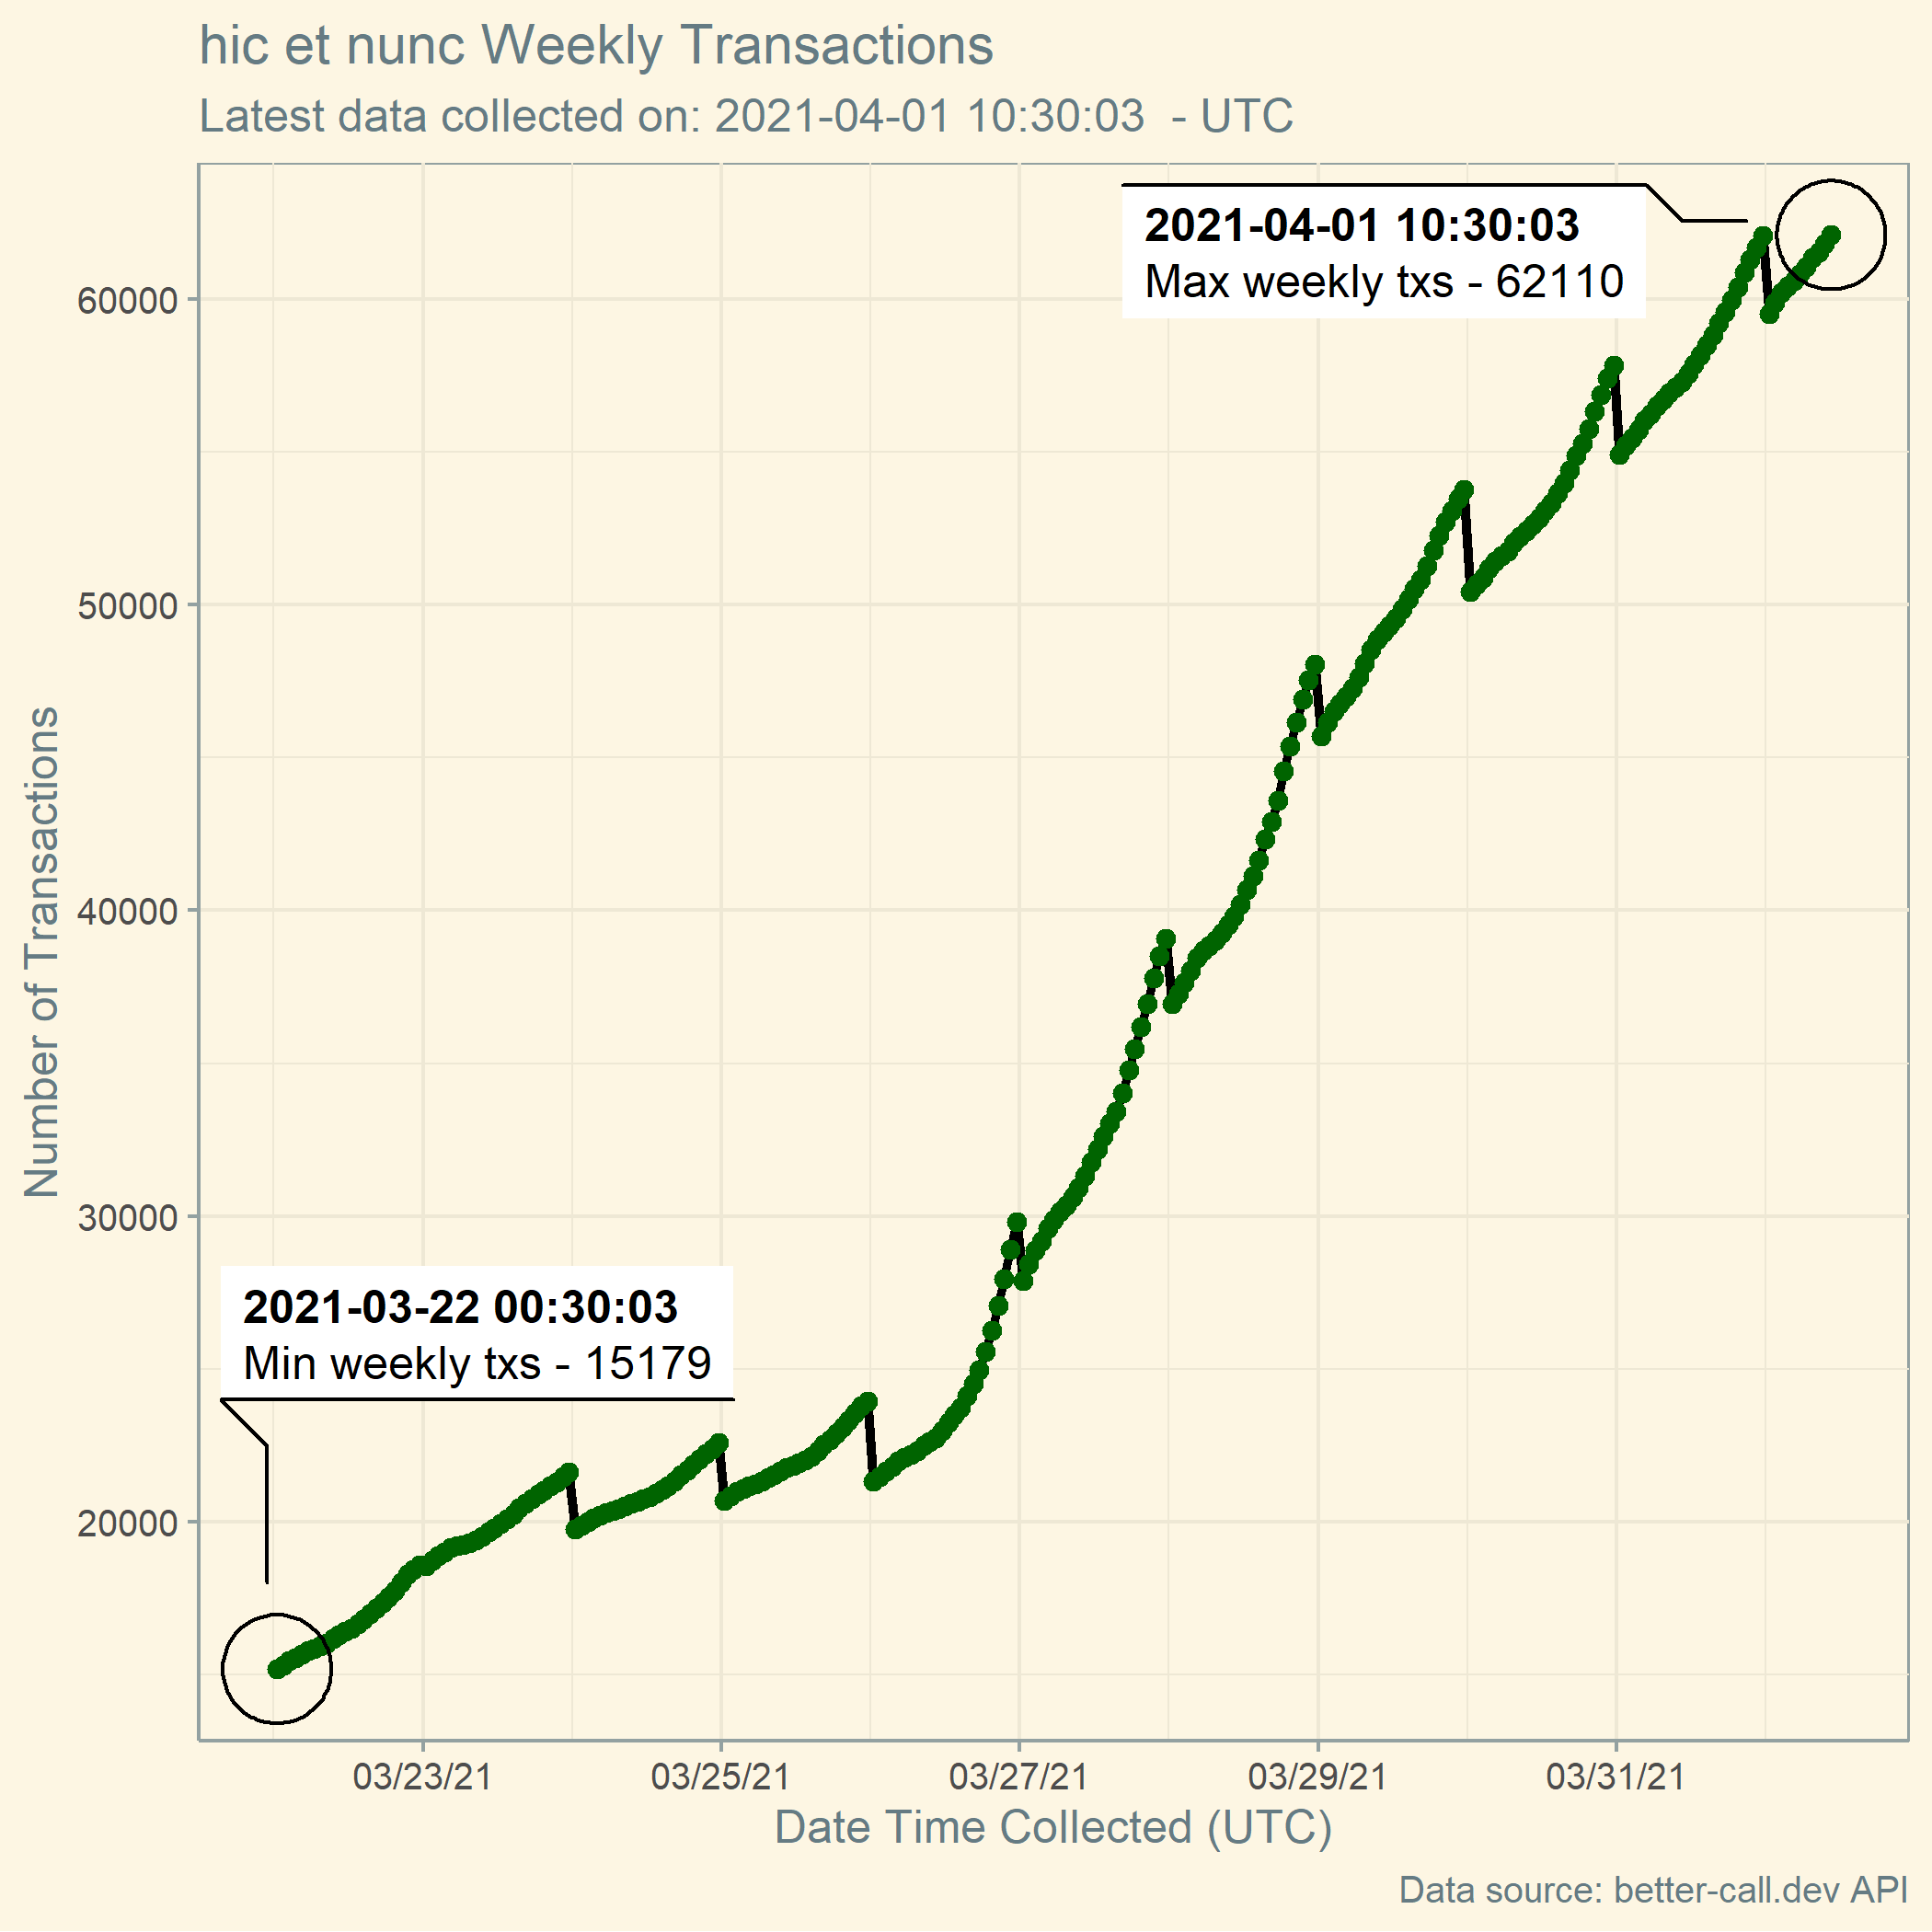 hic et nunc Weekly Transactions
Latest data collected on: 2021-04-01 10:30:03  - UTC
2021-04-01 10:30:03
Max weekly txs - 62110
60000
50000
40000
30000
20000
Number of Transactions
2021-03-22 00:30:03
Min weekly txs - 15179
03/23/21
03/25/21
03/27/21
03/29/21
03/31/21
Date Time Collected (UTC)
Data source: better-call.dev API